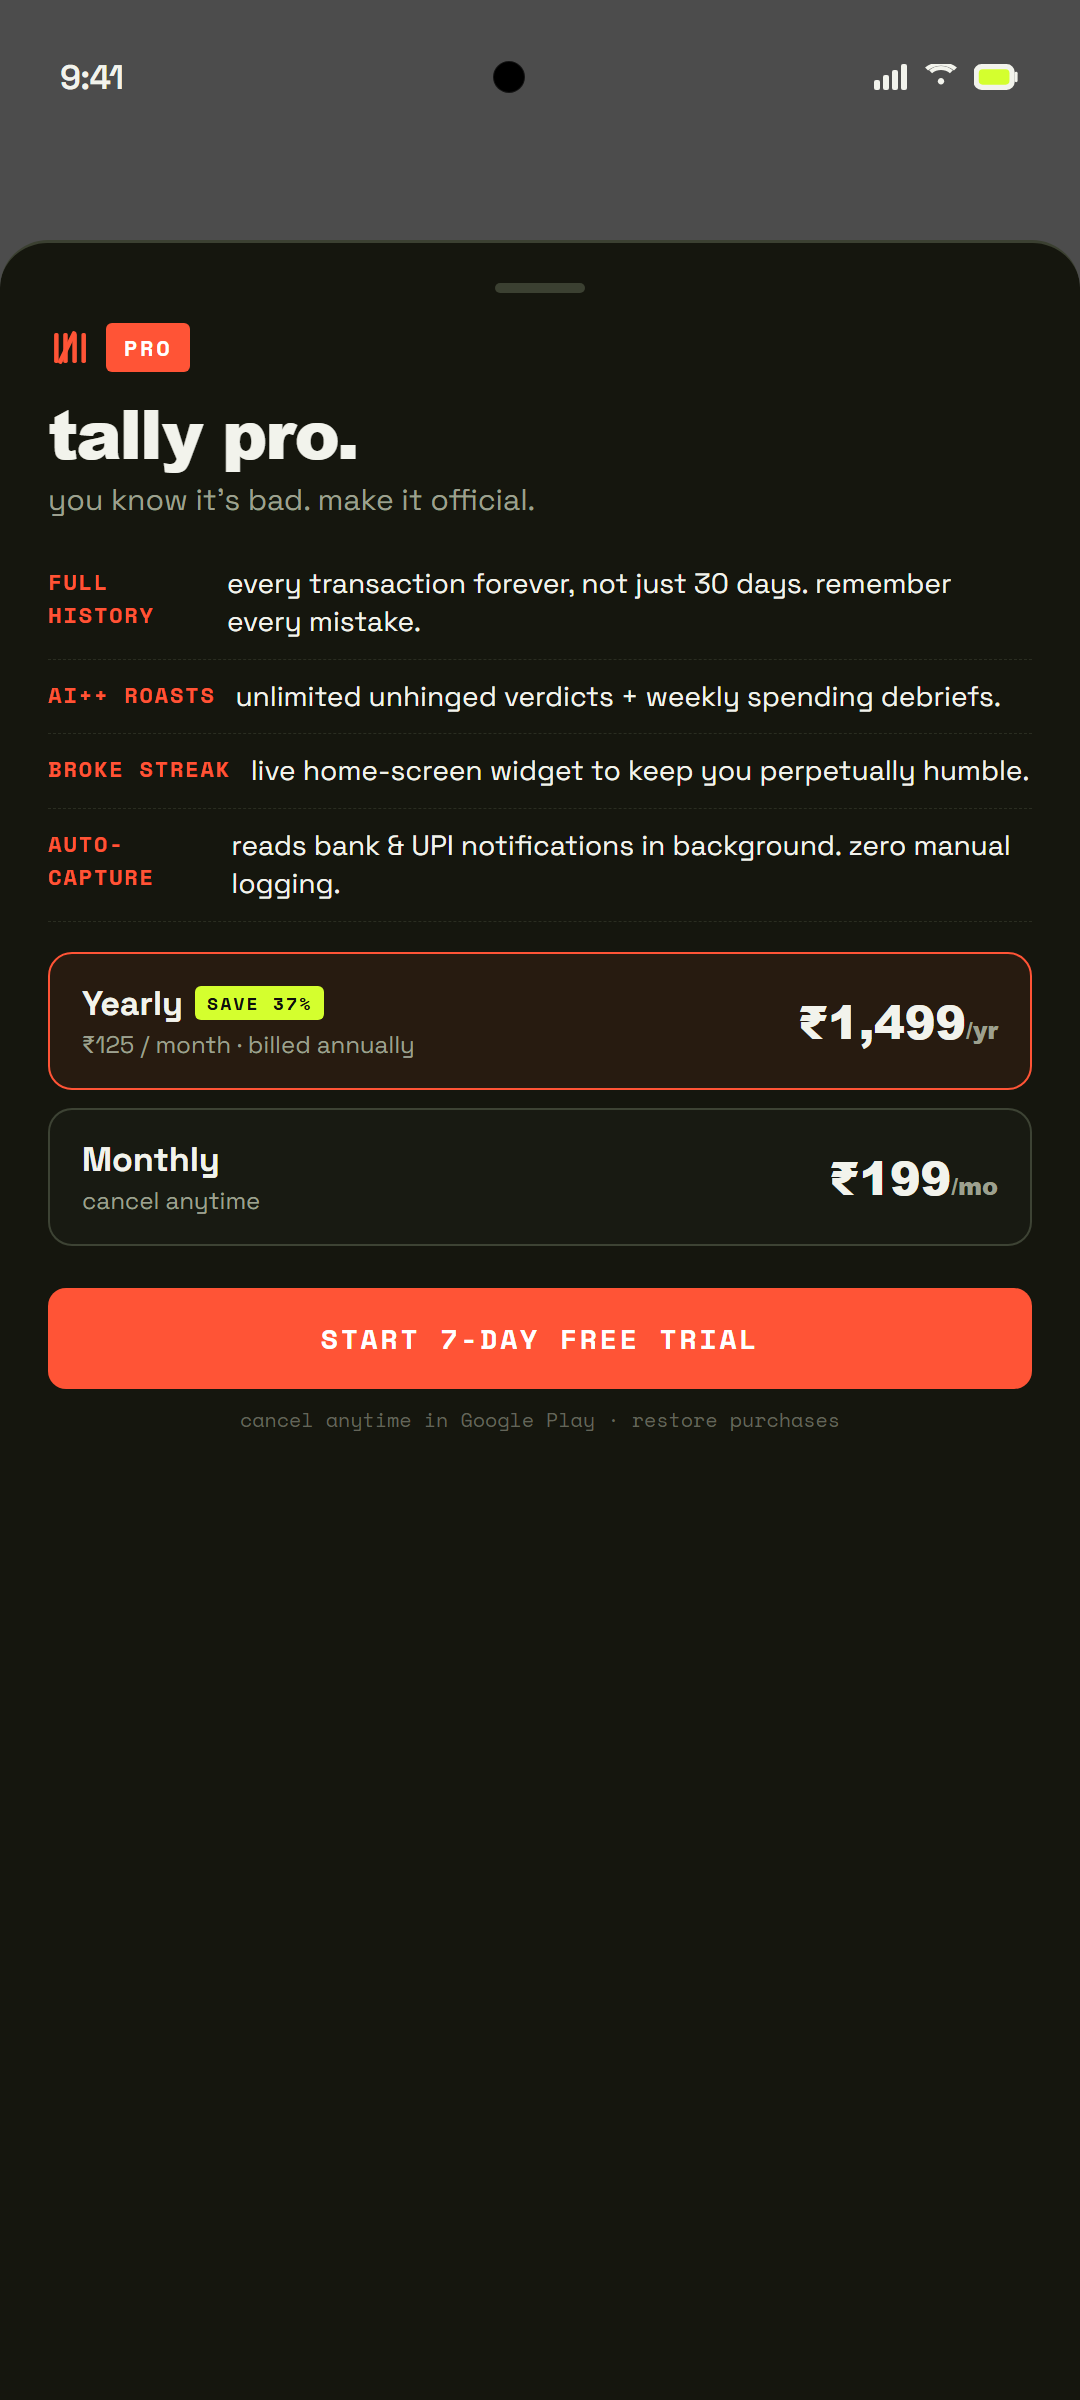 9:41
PRO
tally pro.
you know it's bad. make it official.
FULL HISTORY
every transaction forever, not just 30 days. remember
every mistake.
AI++ ROASTS unlimited unhinged verdicts + weekly spending debriefs.
BROKE STREAK live home-screen widget to keep you perpetually humble.
AUTO-CAPTURE
reads bank & UPI notifications in background. zero manual
logging.
Yearly SAVE 37%
₹125 / month · billed annually
₹1,499/yr
Monthly
cancel anytime
₹199/mo
START 7-DAY FREE TRIAL
cancel anytime in Google Play · restore purchases